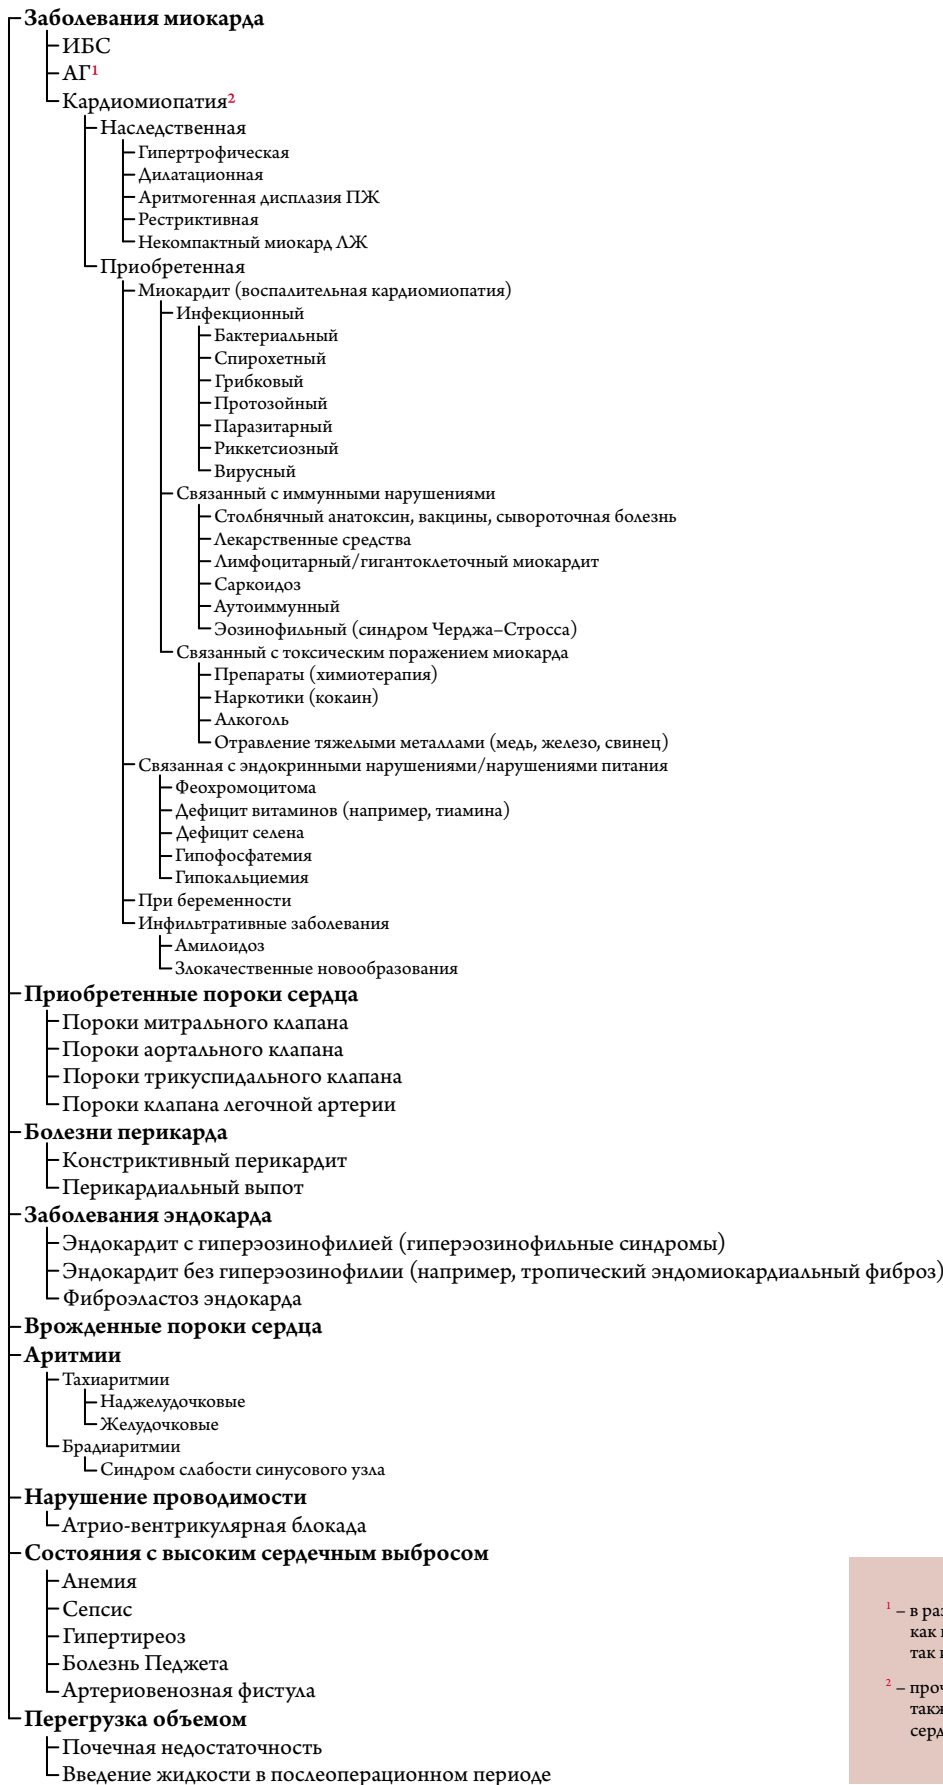 Заболевания миокарда
ИБС
АГ¹
Кардиомиопатия²
Наследственная
Гипертрофическая
Дилатационная
Аритмогенная дисплазия ПЖ
Рестриктивная
Некомпактный миокард ЛЖ
Приобретенная
Миокардит (воспалительная кардиомиопатия)
Инфекционный
Бактериальный
Спирохетный
Грибковый
Протозойный
Паразитарный
Риккетсиозный
Вирусный
Связанный с иммунными нарушениями
Столбнячный анатоксин, вакцины, сывороточная болезнь
Лекарственные средства
Лимфоцитарный/гигантоклеточный миокардит
Саркоидоз
Аутоиммунный
Эозинофильный (синдром Черджа–Стросса)
Связанный с токсическим поражением миокарда
Препараты (химиотерапия)
Наркотики (кокаин)
Алкоголь
Отравление тяжелыми металлами (медь, железо, свинец)
Связанная с эндокринными нарушениями/нарушениями питания
Феохромоцитома
Дефицит витаминов (например, тиамина)
Дефицит селена
Гипофосфатемия
Гипокальциемия
При беременности
Инфильтративные заболевания
Амилоидоз
Злокачественные новообразования
Приобретенные пороки сердца
Пороки митрального клапана
Пороки аортального клапана
Пороки трикуспидального клапана
Пороки клапана легочной артерии
Болезни перикарда
Констриктивный перикардит
Перикардиальный выпот
Заболевания эндокарда
Эндокардит с гиперэозинофилией (гиперэозинофильные синдромы)
Эндокардит без гиперэозинофилии (например, тропический эндомиокардиальный фиброз)
Фиброэластоз эндокарда
Врожденные пороки сердца
Аритмии
Тахиаритмии
Наджелудочковые
Желудочковые
Брадиаритмии
Синдром слабости синусового узла
Нарушение проводимости
Атрио-вентрикулярная блокада
Состояния с высоким сердечным выбросом
Анемия
Сепсис
Гипертиреоз
Болезнь Педжета
Артериовенозная фистула
Перегрузка объемом
Почечная недостаточность
Введение жидкости в послеоперационном периоде
¹ – в
как
так
² –